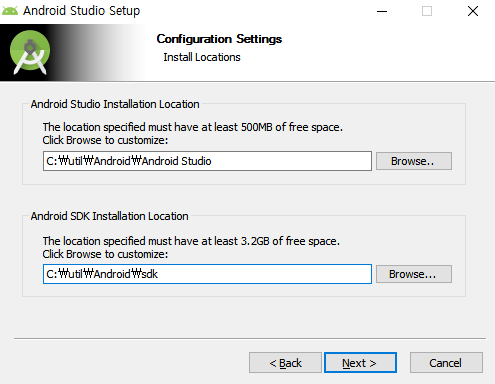 Android Studio Setup
Configuration Settings
Install Locations
Android Studio Installation Location
The location specified must have at least 500MB of free space.
Click Browse to customize:
C:₩util₩Android₩Android Studio
Browse..
Android SDK Installation Location
The location specified must have at least 3.2GB of free space.
Click Browse to customize:
C:₩util₩Android₩sdk
Browse...
< Back
Next >
Cancel